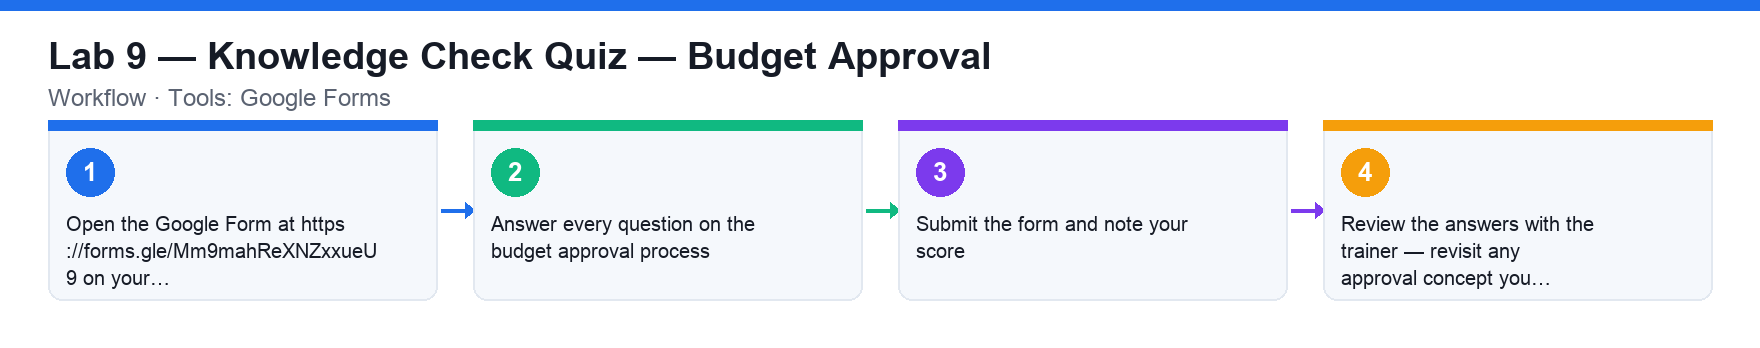 Lab 9 — Knowledge Check Quiz — Budget Approval
Workflow · Tools: Google Forms
1
Open the Google Form at https
://forms.gle/Mm9mahReXNZxxueU
9 on your…
2
Answer every question on the
budget approval process
3
Submit the form and note your
score
4
Review the answers with the
trainer — revisit any
approval concept you…